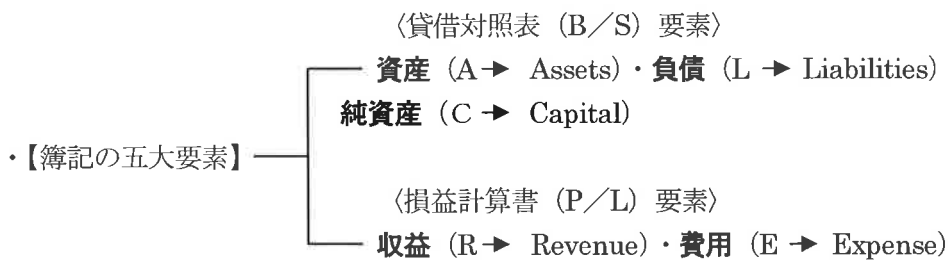 〈貸借対照表（B／S）要素〉
資産（A→ Assets）・負債（L → Liabilities）
純資産（C → Capital）
・【簿記の五大要素】
〈損益計算書（P／L）要素〉
収益（R→ Revenue）・費用（E → Expense）